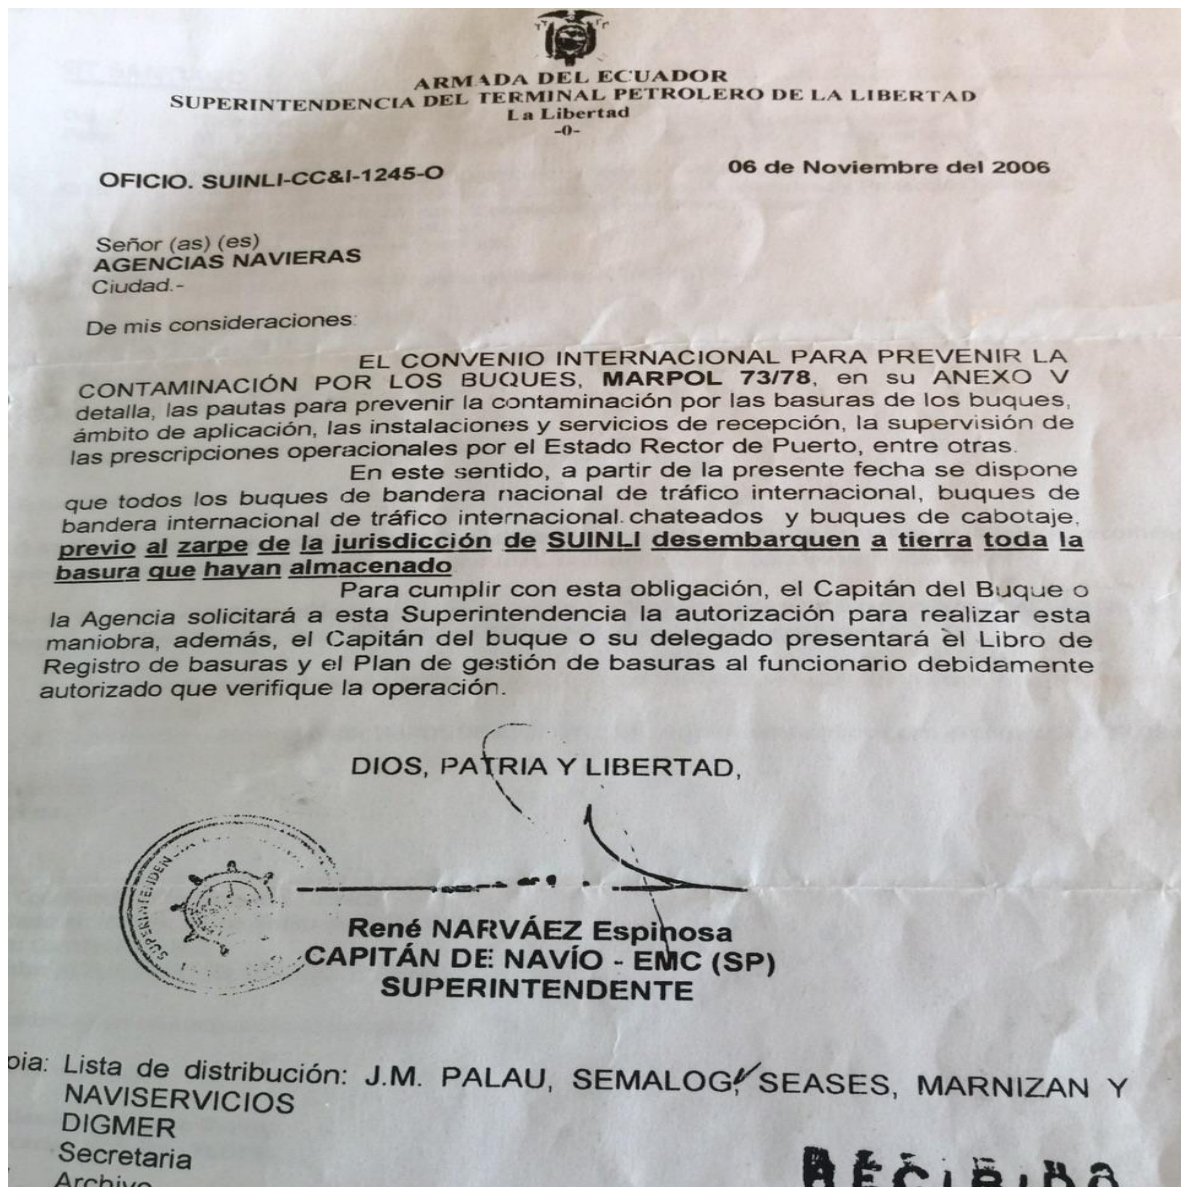 ARMADA DEL ECUADOR
SUPERINTENDENCIA DEL TERMINAL PETROLERO DE LA LIBERTAD
La Libertad
-0-
OFICIO. SUINLI-CC&I-1245-O
06 de Noviembre del 2006
Señor (as) (es)
AGENCIAS NAVIERAS
Ciudad.-
De mis consideraciones:
EL CONVENIO INTERNACIONAL PARA PREVENIR LA
CONTAMINACIÓN POR LOS BUQUES, MARPOL 73/78, en su ANEXO V
detalla, las pautas para prevenir la contaminación por las basuras de los buques,
ámbito de aplicación, las instalaciones y servicios de recepción, la supervisión de
las prescripciones operacionales por el Estado Rector de Puerto, entre otras.
En este sentido, a partir de la presente fecha se dispone
que todos los buques de bandera nacional de tráfico internacional, buques de
bandera internacional de tráfico internacional chateados y buques de cabotaje,
previo al zarpe de la jurisdicción de SUINLI desembarquen a tierra toda la
basura que hayan almacenado
Para cumplir con esta obligación, el Capitán del Buque o
la Agencia solicitará a esta Superintendencia la autorización para realizar esta
maniobra, además, el Capitán del buque o su delegado presentará el Libro de
Registro de basuras y el Plan de gestión de basuras al funcionario debidamente
autorizado que verifique la operación.
DIOS, PATRIA Y LIBERTAD,
SUPERINTENDEN
René NARVÁEZ Espinosa
CAPITÁN DE NAVÍO - EMC (SP)
SUPERINTENDENTE
pia: Lista de distribución: J.M. PALAU, SEMALOG, SEASES, MARNIZAN Y
NAVISERVICIOS
DIGMER
Secretaria
Archivo
RECIBIDO